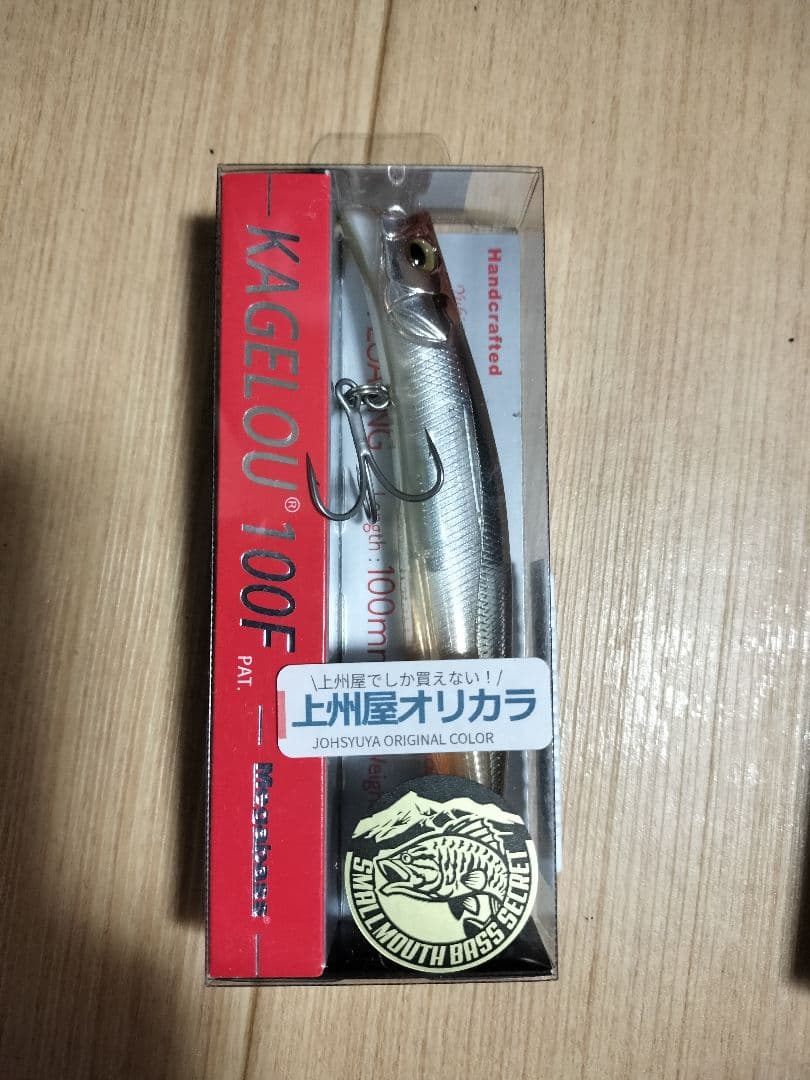 KAGELOU® 100F
PAT.
Megabass®
Handcrafted
Length : 100mm
\上州屋でしか買えない!/
上州屋オリカラ
JOHSYUYA ORIGINAL COLOR
SMALLMOUTH BASS SECRET